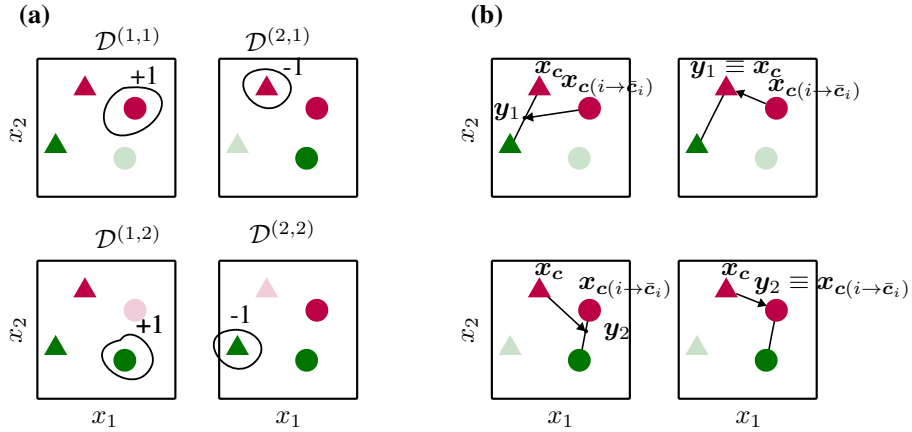 (a)
(b)
𝒟^(1,1)
𝒟^(2,1)
+1
-1
x_2
x_c
x_c(i→c̄_i)
y_1
x_2
y_1 ≡ x_c
x_c(i→c̄_i)
𝒟^(1,2)
𝒟^(2,2)
+1
-1
x_2
x_1
x_1
x_c
x_c(i→c̄_i)
y_2
x_2
x_1
x_c
y_2 ≡ x_c(i→c̄_i)
x_1